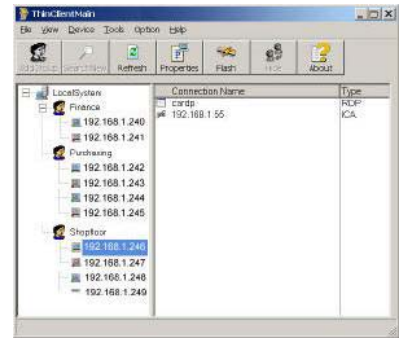 ThinClientMain
File View Device Tools Option Help
Refresh Properties Flash Hide About
LocalSystem
Finance
192.168.1.240
192.168.1.241
Purchasing
192.168.1.242
192.168.1.243
192.168.1.244
192.168.1.245
Shopfloor
192.168.1.246
192.168.1.247
192.168.1.248
192.168.1.249
Connection Name Type
cardp RDP
192.168.1.55 ICA